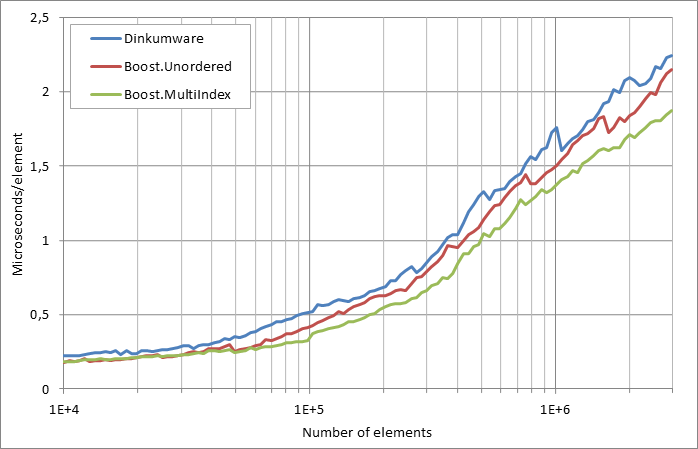 2,5
Dinkumware
Boost.Unordered
Boost.MultiIndex
2
1,5
1
0,5
0
Microseconds/element
1E+4
1E+5
1E+6
Number of elements